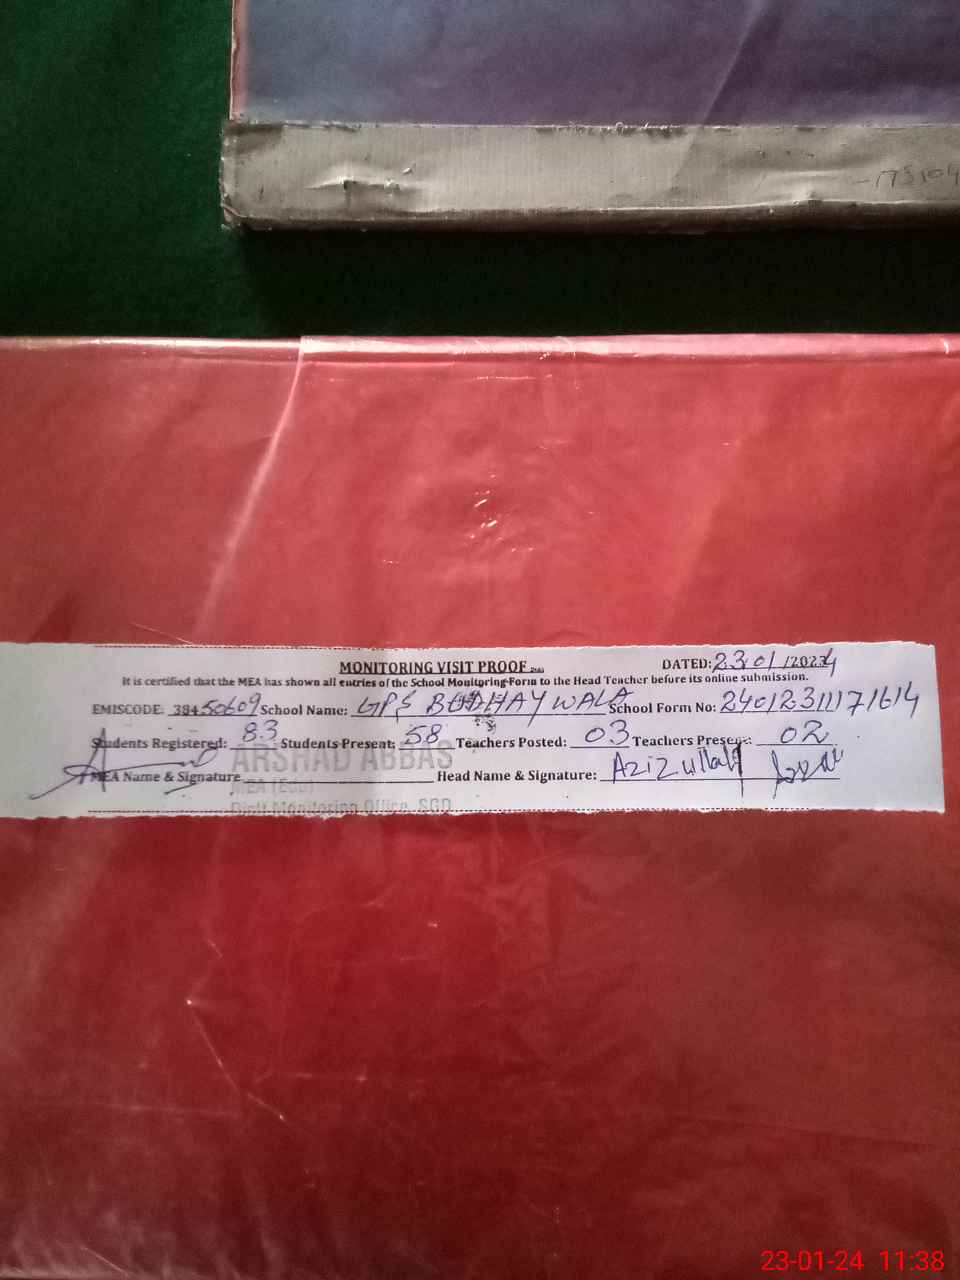 -175104
MONITORING VISIT PROOF
DATED: 23/01/2024
It is certified that the MEA has shown all entries of the School Monitoring Form to the Head Teacher before its online submission.
EMISCODE: 38450609 School Name: GPS BUDHAY WALA School Form No: 240123111171614
Students Registered: 83 Students Present: 58 Teachers Posted: 03 Teachers Present: 02
ARSHAD ABBAS
MEA Name & Signature Head Name & Signature: Azizullah
MEA (Edu)
Distt Monitoring Office, SGD
23-01-24 11:38